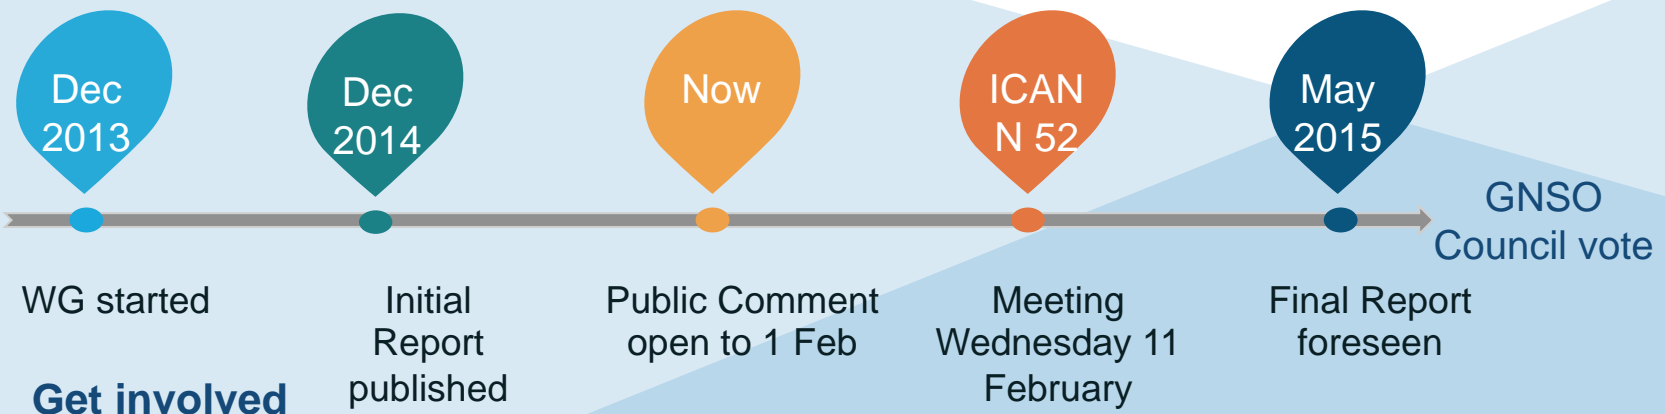 Dec
2013
Dec
2014
Now
ICAN
N 52
May
2015
GNSO
Council vote
WG started
Initial
Report
published
Public Comment
open to 1 Feb
Meeting
Wednesday 11
February
Final Report
foreseen
Get involved